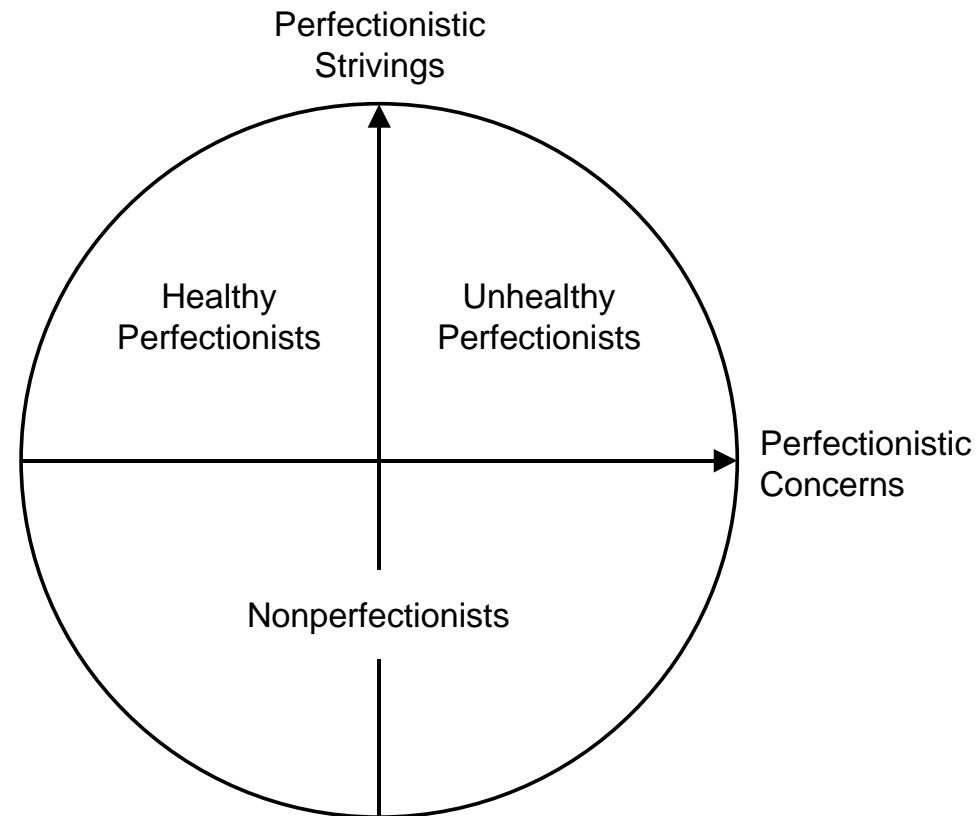 Perfectionistic
Strivings
Healthy
Perfectionists
Unhealthy
Perfectionists
Perfectionistic
Concerns
Nonperfectionists